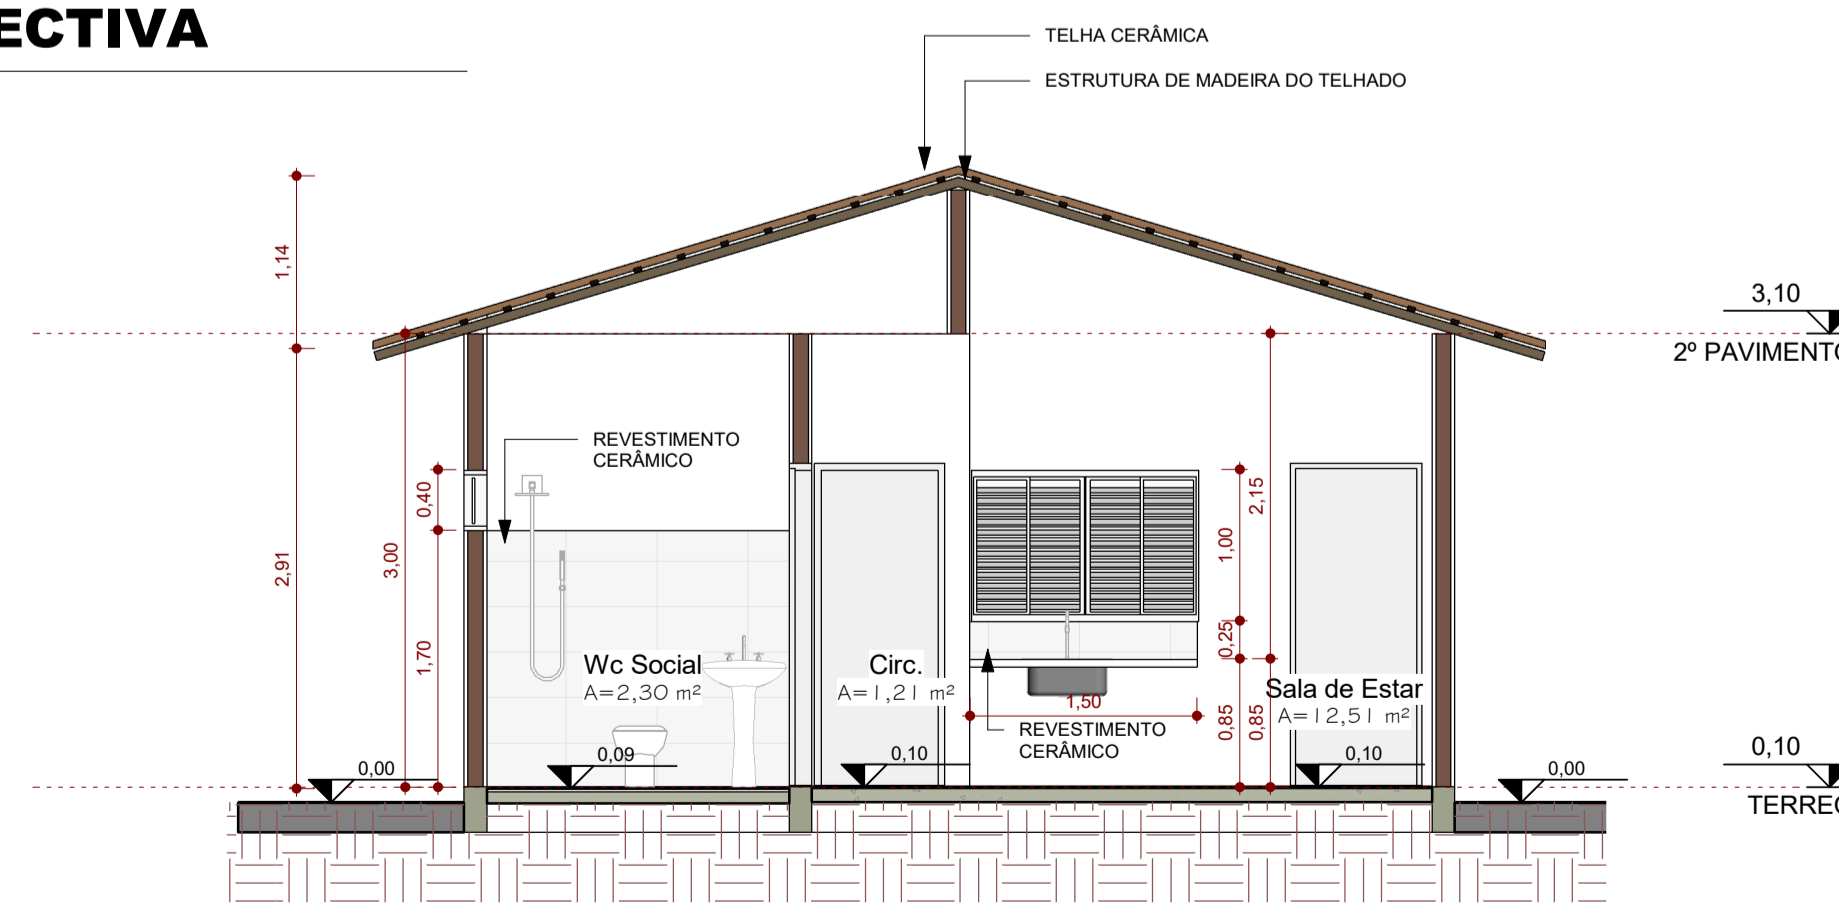 ECTIVA
TELHA CERÂMICA
ESTRUTURA DE MADEIRA DO TELHADO
1,14
3,10
2º PAVIMENTO
REVESTIMENTO
CERÂMICO
0,40
2,15
1,00
2,91
3,00
1,70
0,25
Wc Social
A=2,30 m²
Circ.
A=1,21 m²
Sala de Estar
A=12,51 m²
1,50
0,85
0,85
REVESTIMENTO
CERÂMICO
0,00
0,09
0,10
0,10
0,00
0,10
TERREO